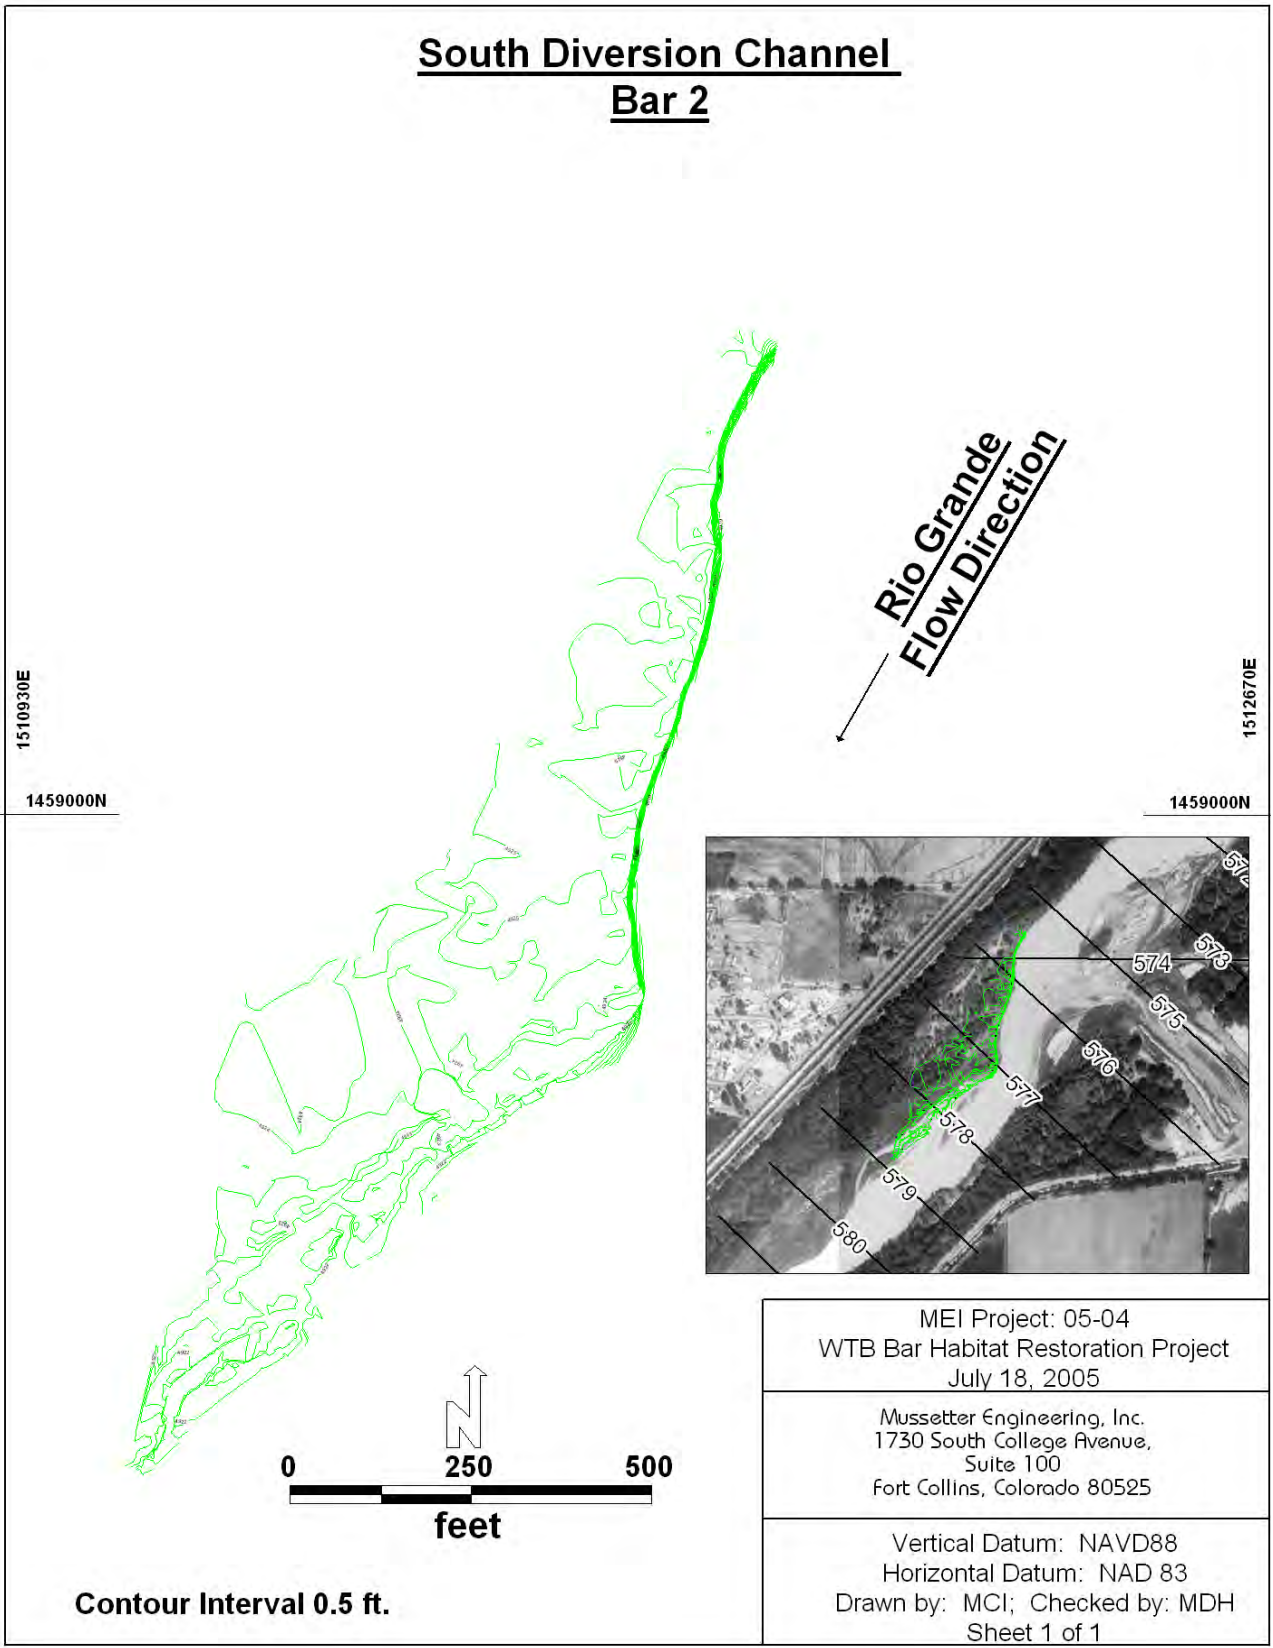 South Diversion Channel
Bar 2
Rio Grande
Flow Direction
1510930E
1512670E
1459000N
1459000N
572
573
574
575
576
577
578
579
580
0 250 500
feet
Contour Interval 0.5 ft.
MEI Project: 05-04
WTB Bar Habitat Restoration Project
July 18, 2005
Mussetter Engineering, Inc.
1730 South College Avenue,
Suite 100
Fort Collins, Colorado 80525
Vertical Datum: NAVD88
Horizontal Datum: NAD 83
Drawn by: MCI; Checked by: MDH
Sheet 1 of 1